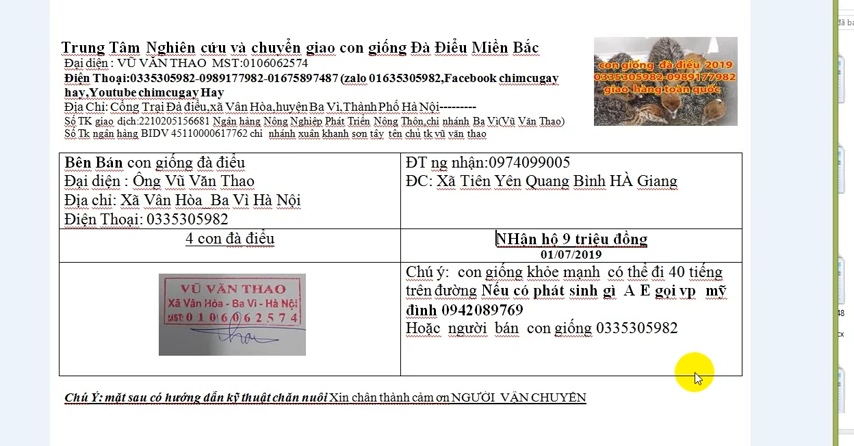 Trung Tâm Nghiên cứu và chuyển giao con giống Đà Điểu Miền Bắc
Đại diện : VŨ VĂN THAO MST:0106062574
Điện Thoại:0335305982-0989177982-01675897487 (zalo 01635305982,Facebook chimcugay
hay,Youtube chimcugay Hay
Địa Chỉ: Cổng Trại Đà điểu,xã Vân Hòa,huyện Ba Vì,Thành Phố Hà Nội---------
Số TK giao dịch:2210205156681 Ngân hàng Nông Nghiệp Phát Triển Nông Thôn,chi nhánh Ba Vì(Vũ Văn Thao)
Số Tk ngân hàng BIDV 45110000617762 chi nhánh xuân khanh sơn tây tên chủ tk vũ văn thao
con giống đà điểu 2019
0335305982-0989177982
giao hàng toàn quốc
Bên Bán con giống đà điểu
Đại diện : Ông Vũ Văn Thao
Địa chỉ: Xã Vân Hòa Ba Vì Hà Nội
Điện Thoại: 0335305982
ĐT ng nhận:0974099005
ĐC: Xã Tiên Yên Quang Bình HÀ Giang
4 con đà điểu
NHận hộ 9 triệu đồng
01/07/2019
VŨ VĂN THAO
Xã Vân Hòa - Ba Vì - Hà Nội
MST: 0 1 0 6 0 6 2 5 7 4
Thao
Chú ý: con giống khỏe mạnh có thể đi 40 tiếng
trên đường Nếu có phát sinh gì A E gọi vp mỹ
đình 0942089769
Hoặc người bán con giống 0335305982
Chú Ý: mặt sau có hướng dẫn kỹ thuật chăn nuôi Xin chân thành cảm ơn NGƯỜI VẬN CHUYỂN